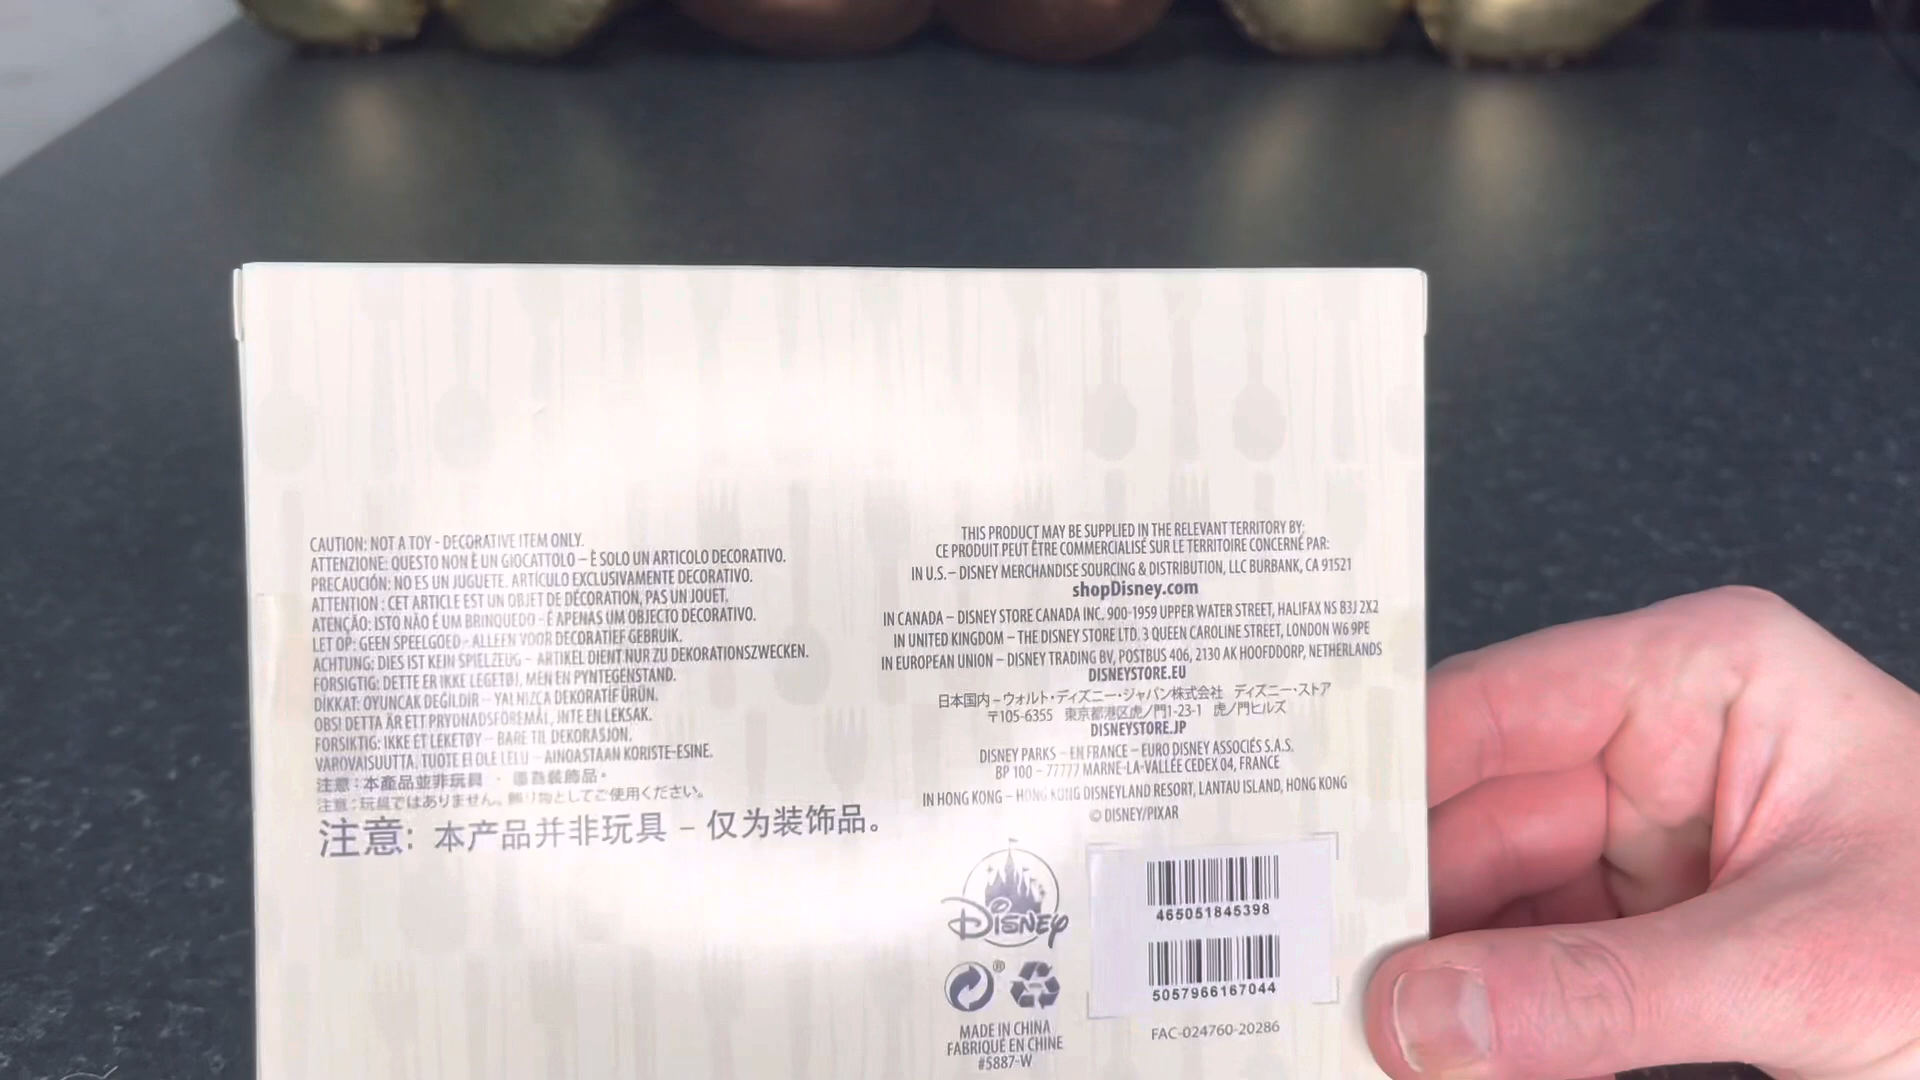 CAUTION: NOT A TOY - DECORATIVE ITEM ONLY.
ATTENZIONE: QUESTO NON È UN GIOCATTOLO – È SOLO UN ARTICOLO DECORATIVO.
PRECAUCIÓN: NO ES UN JUGUETE. ARTÍCULO EXCLUSIVAMENTE DECORATIVO.
ATTENTION : CET ARTICLE EST UN OBJET DE DÉCORATION, PAS UN JOUET.
ATENÇÃO: ISTO NÃO É UM BRINQUEDO - É APENAS UM OBJECTO DECORATIVO.
LET OP: GEEN SPEELGOED - ALLEEN VOOR DECORATIEF GEBRUIK.
ACHTUNG: DIES IST KEIN SPIELZEUG – ARTIKEL DIENT NUR ZU DEKORATIONSZWECKEN.
FORSIGTIG: DETTE ER IKKE LEGETØJ, MEN EN PYNTEGENSTAND.
DİKKAT: OYUNCAK DEĞİLDİR – YALNIZCA DEKORATİF ÜRÜN.
OBS! DETTA ÄR ETT PRYDNADSFÖREMÅL, INTE EN LEKSAK.
FORSIKTIG: IKKE ET LEKETØY – BARE TIL DEKORASJON.
VAROVAISUUTTA. TUOTE EI OLE LELU – AINOASTAAN KORISTE-ESINE.
注意：本產品並非玩具 · 裝飾品。
注意：玩具ではありません。飾り物としてご使用ください。
注意: 本产品并非玩具 – 仅为装饰品。
THIS PRODUCT MAY BE SUPPLIED IN THE RELEVANT TERRITORY BY:
CE PRODUIT PEUT ÊTRE COMMERCIALISÉ SUR LE TERRITOIRE CONCERNÉ PAR:
IN U.S. – DISNEY MERCHANDISE SOURCING & DISTRIBUTION, LLC BURBANK, CA 91521
shopDisney.com
IN CANADA – DISNEY STORE CANADA INC. 900-1959 UPPER WATER STREET, HALIFAX NS B3J 2X2
IN UNITED KINGDOM – THE DISNEY STORE LTD. 3 QUEEN CAROLINE STREET, LONDON W6 9PE
IN EUROPEAN UNION – DISNEY TRADING BV, POSTBUS 406, 2130 AK HOOFDDORP, NETHERLANDS
DISNEYSTORE.EU
日本国内 – ウォルト・ディズニー・ジャパン株式会社 ディズニー・ストア
〒105-6355 東京都港区虎ノ門1-23-1 虎ノ門ヒルズ
DISNEYSTORE.JP
DISNEY PARKS – EN FRANCE – EURO DISNEY ASSOCIÉS S.A.S.
BP 100 – 77777 MARNE-LA-VALLÉE CEDEX 04, FRANCE
IN HONG KONG – HONG KONG DISNEYLAND RESORT, LANTAU ISLAND, HONG KONG
© DISNEY/PIXAR
DISNEY
®
MADE IN CHINA
FABRIQUÉ EN CHINE
#5887-W
465051845398
5057966167044
FAC-024760-20286